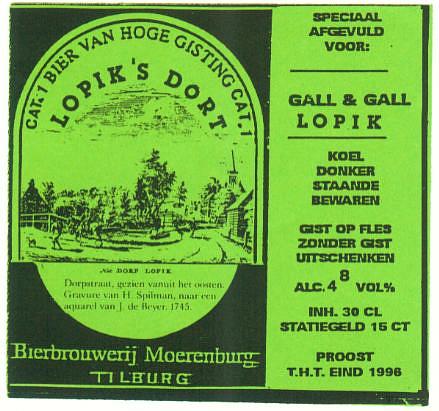 CAT. 1 BIER VAN HOGE GISTING CAT. 1
LOPIK'S DORT
DORP LOPIK
Dorpstraat, gezien vanuit het oosten.
Gravure van H. Spilman, naar een
aquarel van J. de Beyer. 1745.
Bierbrouwerij Moerenburg
TILBURG
SPECIAAL
AFGEVULD
VOOR:
GALL & GALL
LOPIK
KOEL
DONKER
STAANDE
BEWAREN
GIST OP FLES
ZONDER GIST
UITSCHENKEN
ALC. 4 8 VOL%
INH. 30 CL
STATIEGELD 15 CT
PROOST
T.H.T. EIND 1996